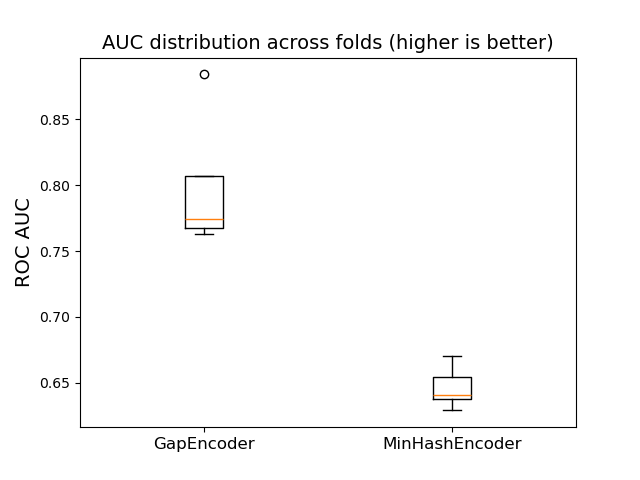 AUC distribution across folds (higher is better)
ROC AUC
0.85
0.80
0.75
0.70
0.65
GapEncoder
MinHashEncoder